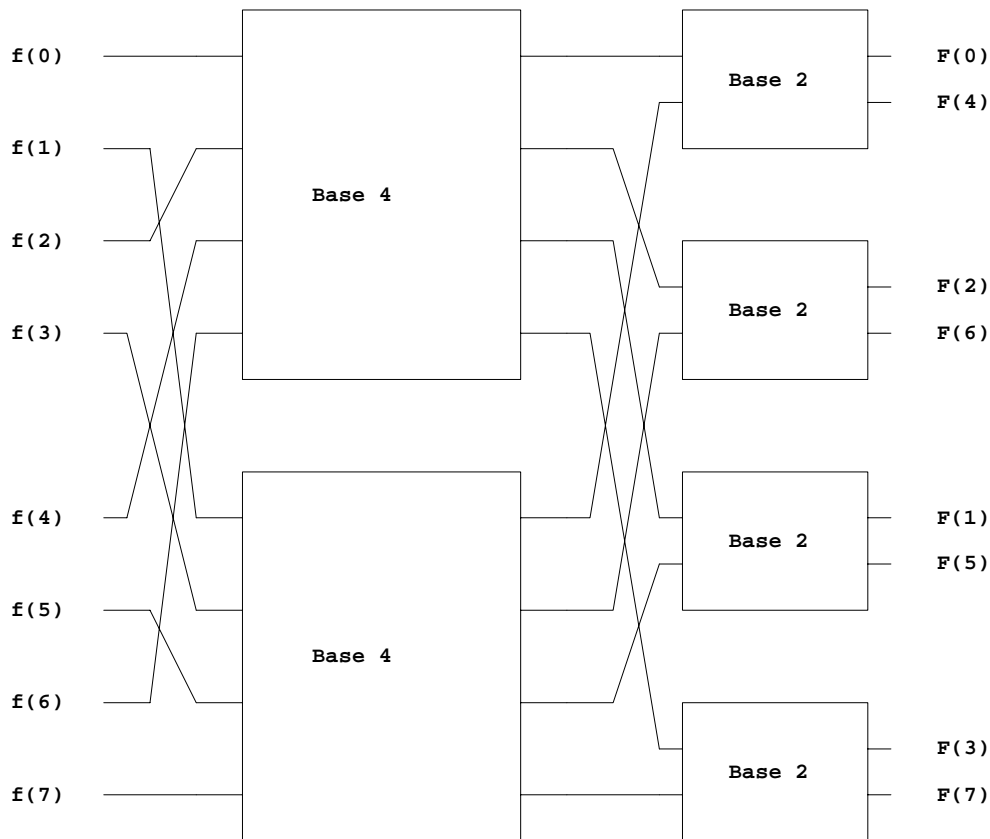 f(0)
f(1)
f(2)
f(3)
f(4)
f(5)
f(6)
f(7)
Base 4
Base 4
Base 2
Base 2
Base 2
Base 2
F(0)
F(4)
F(2)
F(6)
F(1)
F(5)
F(3)
F(7)